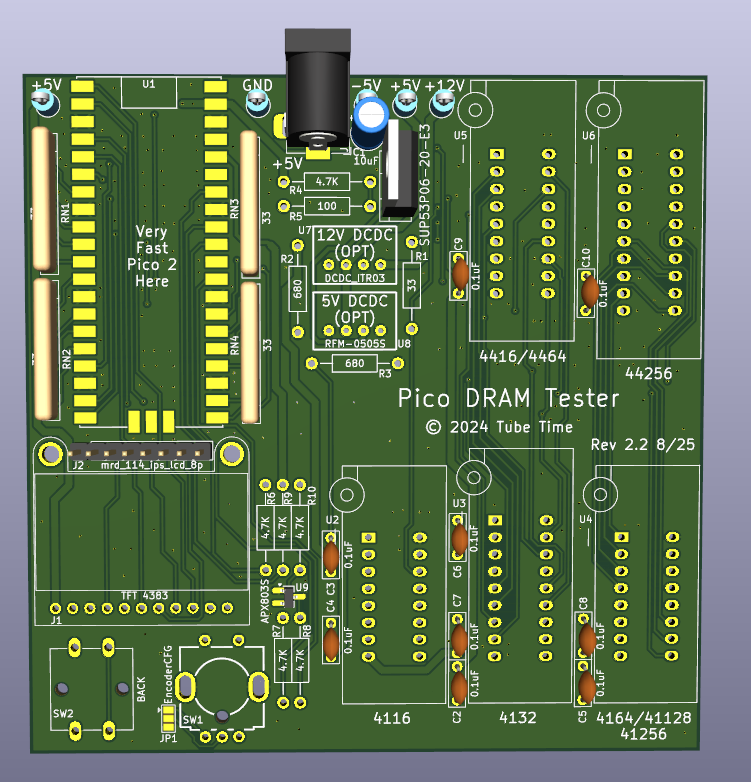 +5V
U1
GND
-5V
+5V
+12V
U5
U6
C1
10uF
+5V
SUP53P06-20-E3
R4
4.7K
R5
100
RN1
RN3
33
Very
Fast
Pico 2
Here
U7
12V DCDC
(OPT)
DCDC_ITR03
R1
33
R2
680
5V DCDC
(OPT)
RFM-0505S
U8
680
R3
C9
0.1uF
C10
0.1uF
RN2
RN4
33
4416/4464
44256
Pico DRAM Tester
© 2024 Tube Time
Rev 2.2 8/25
J2
mrd_114_ips_lcd_8p
R6
R9
R10
4.7K
4.7K
4.7K
U2
U3
U4
0.1uF
C3
0.1uF
C6
APX803S
U9
TFT 4383
J1
C4
0.1uF
C7
0.1uF
C8
0.1uF
R7
R8
4.7K
4.7K
BACK
SW2
EncoderCFG
JP1
SW1
C2
0.1uF
C5
0.1uF
4116
4132
4164/41128
41256